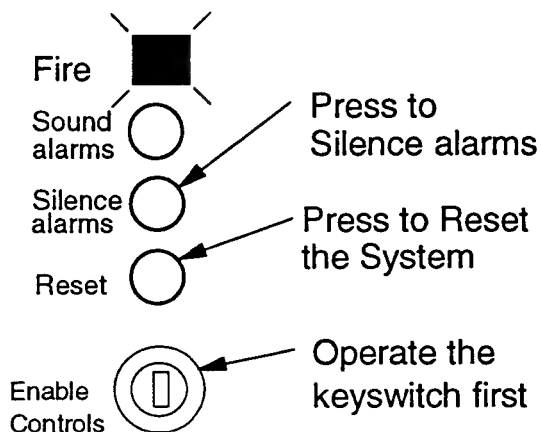 Fire
Sound
alarms
Press to
Silence alarms
Silence
alarms
Press to Reset
the System
Reset
Operate the
keyswitch first
Enable
Controls